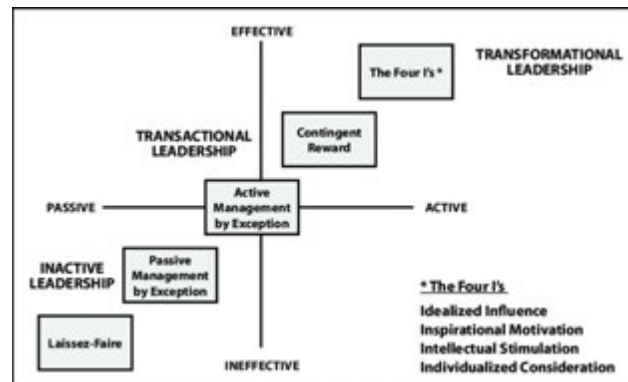 EFFECTIVE
The Four I's *
TRANSFORMATIONAL
LEADERSHIP
TRANSACTIONAL
LEADERSHIP
Contingent
Reward
PASSIVE
Active
Management
by Exception
ACTIVE
INACTIVE
LEADERSHIP
Passive
Management
by Exception
Laissez-Faire
INEFFECTIVE
* The Four I's
Idealized Influence
Inspirational Motivation
Intellectual Stimulation
Individualized Consideration